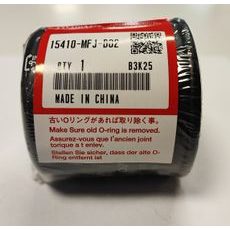 15410-MFJ-D02
QTY 1 B3K25
MADE IN CHINA
古いOリングがあれば取り除く事。
Make Sure old O-ring is removed.
Assurez-vous que l'ancien joint
torique a t enlev.
Stellen Sie sicher, dass der alte O-
Ring entfernt ist